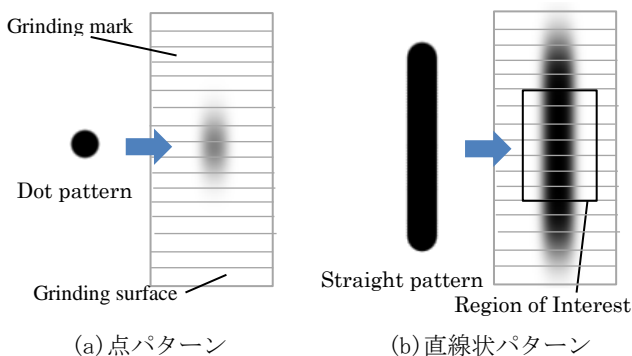 Grinding mark
Dot pattern
Grinding surface
(a)点パターン
Straight pattern
Region of Interest
(b)直線状パターン